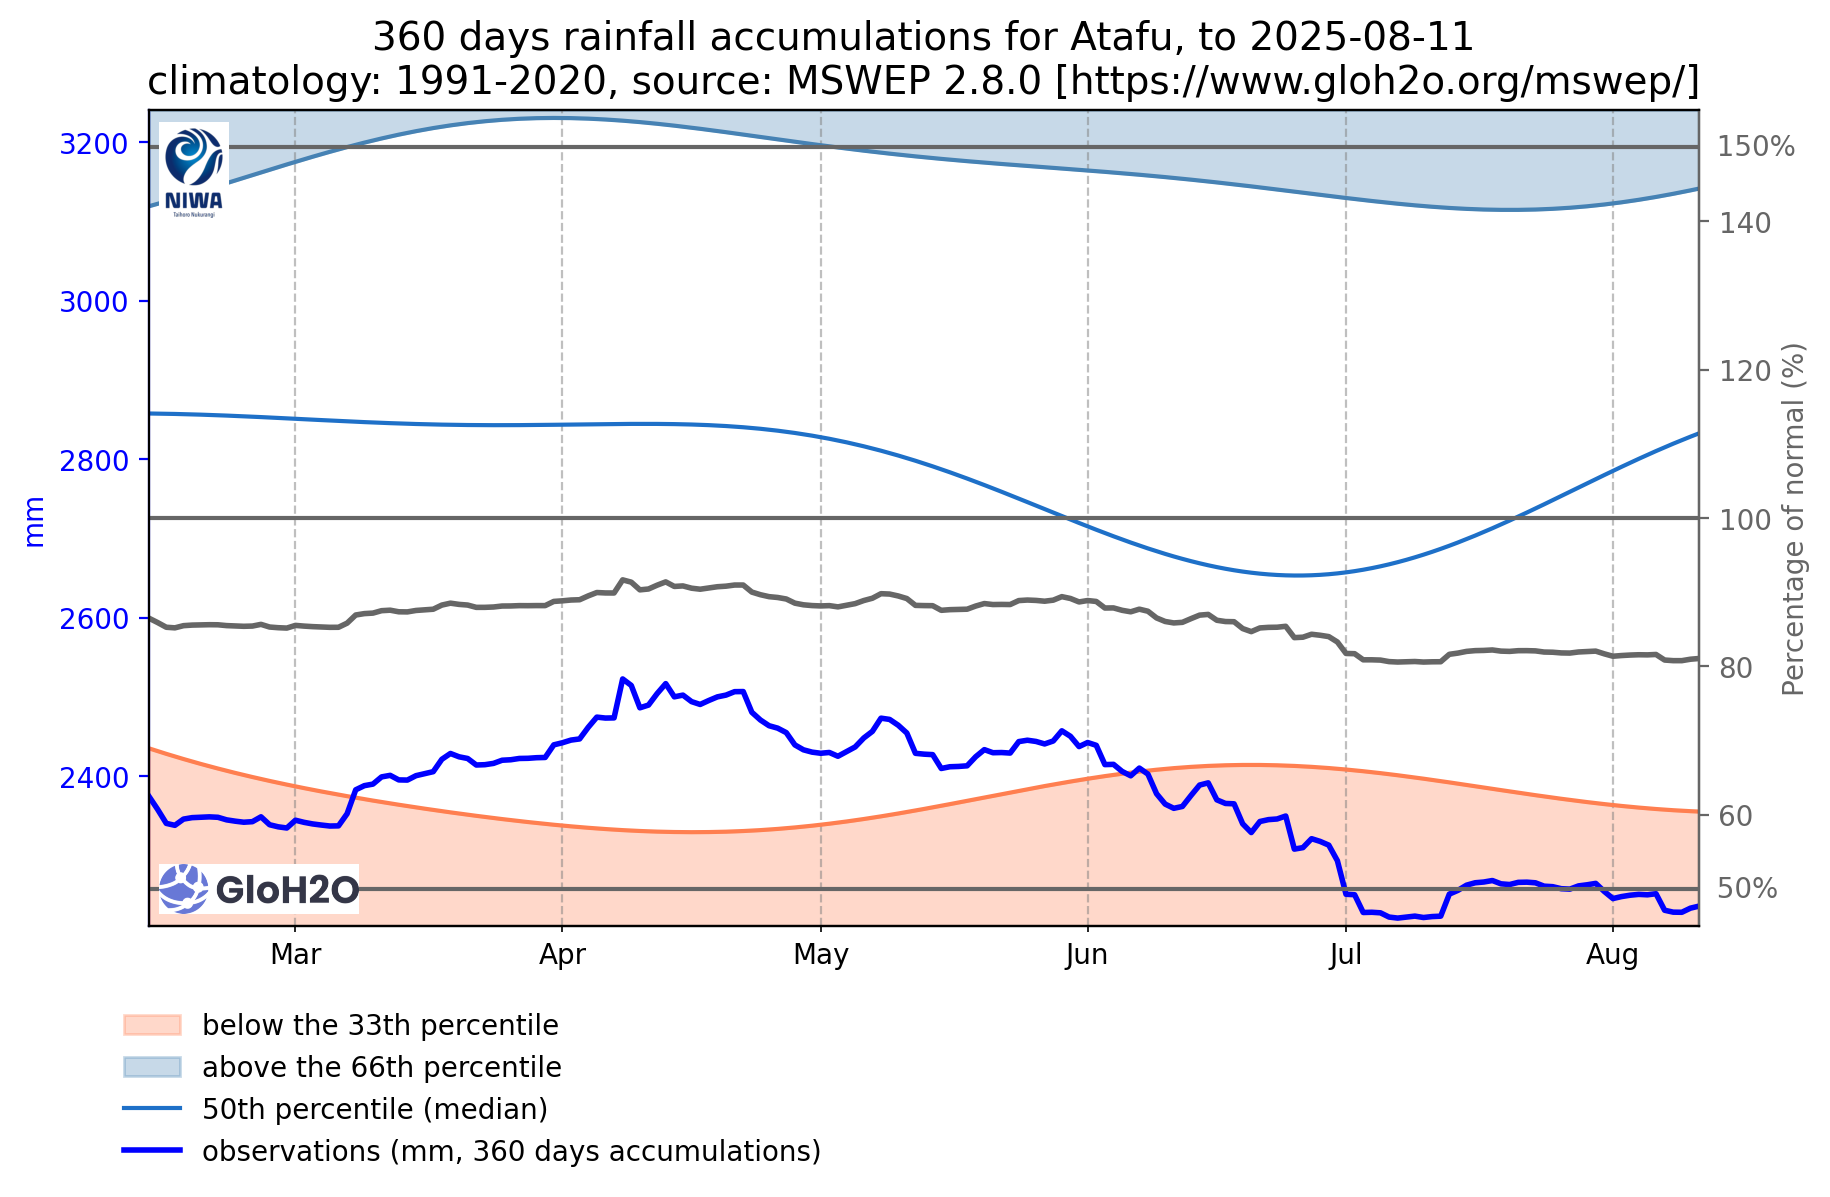 360 days rainfall accumulations for Atafu, to 2025-08-11
climatology: 1991-2020, source: MSWEP 2.8.0 [https://www.gloh2o.org/mswep/]
3200
3000
2800
2600
2400
mm
NIWA
Taihoro Nukurangi
GloH2O
150%
140
120
100
80
60
50%
Percentage of normal (%)
Mar
Apr
May
Jun
Jul
Aug
below the 33th percentile
above the 66th percentile
50th percentile (median)
observations (mm, 360 days accumulations)